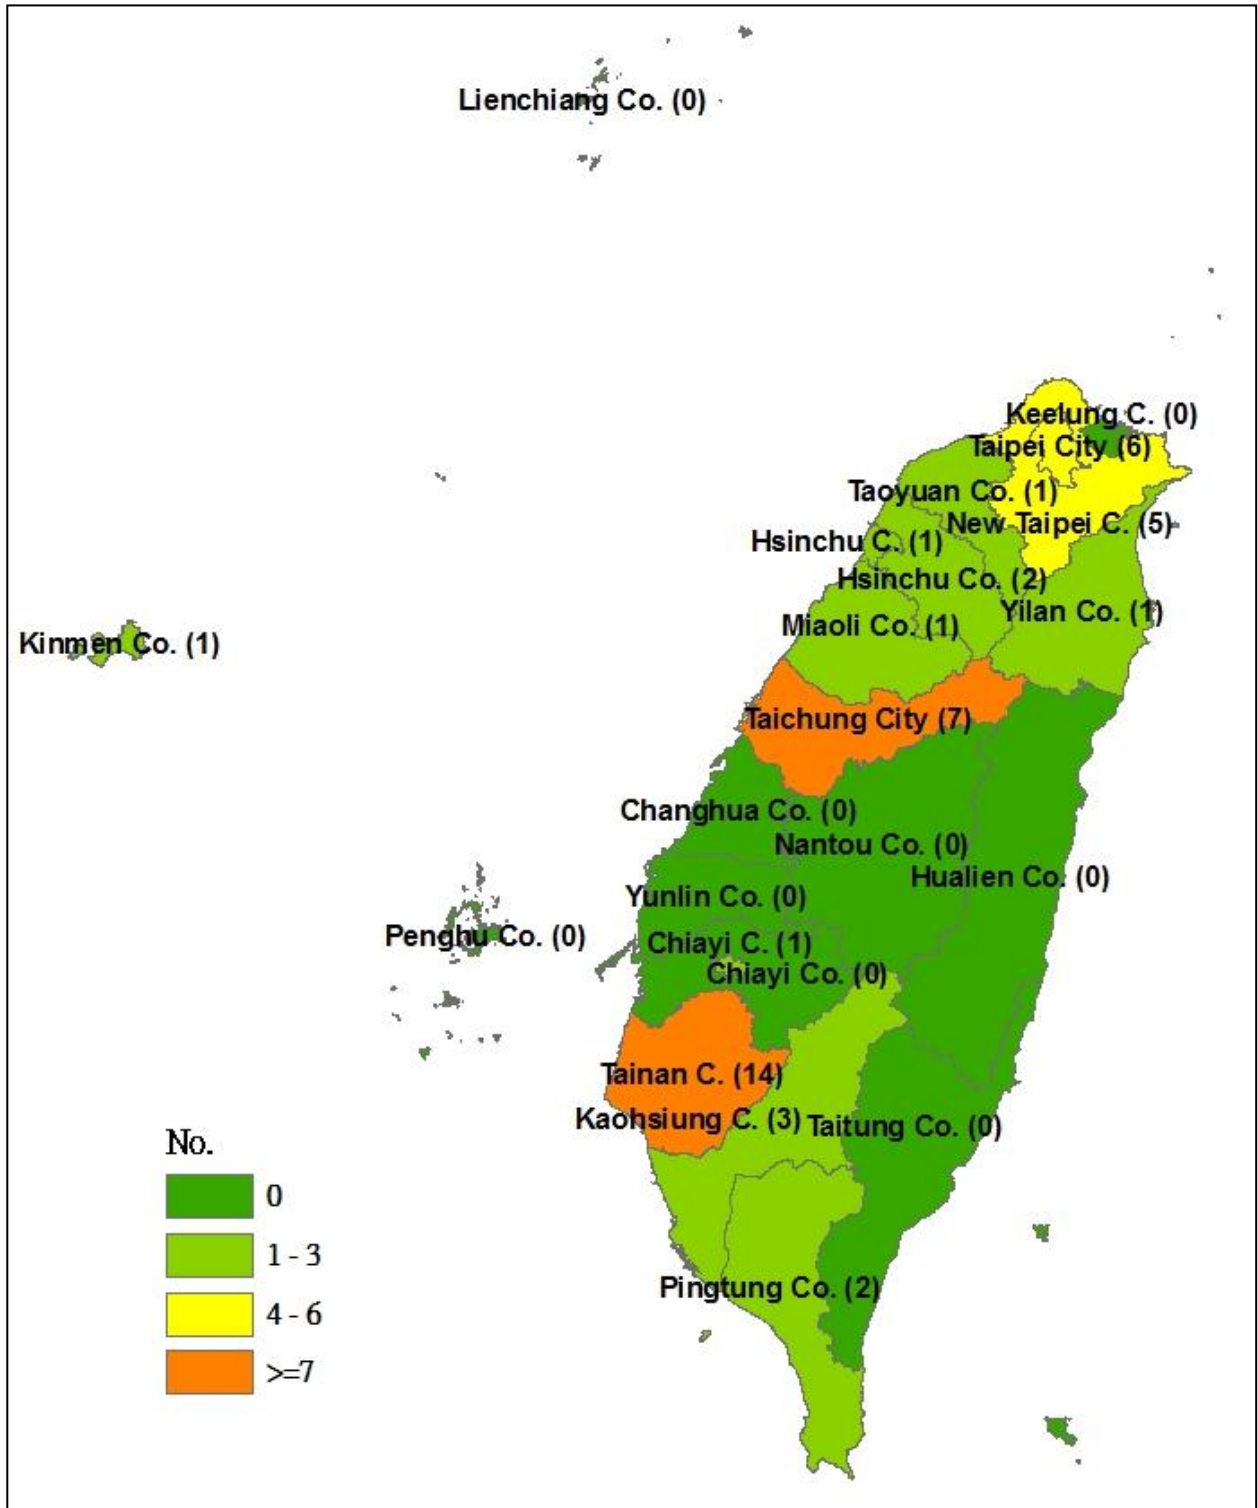 Lienchiang Co. (0)
Keelung C. (0)
Taipei City (6)
Taoyuan Co. (1)
New Taipei C. (5)
Hsinchu C. (1)
Hsinchu Co. (2)
Yilan Co. (1)
Miaoli Co. (1)
Kinmen Co. (1)
Taichung City (7)
Changhua Co. (0)
Nantou Co. (0)
Hualien Co. (0)
Yunlin Co. (0)
Penghu Co. (0)
Chiayi C. (1)
Chiayi Co. (0)
Tainan C. (14)
Kaohsiung C. (3)
Taitung Co. (0)
Pingtung Co. (2)
No.
0
1 - 3
4 - 6
>=7